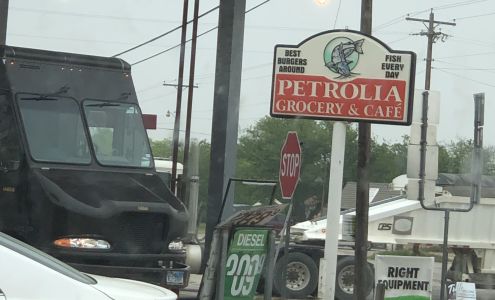 BEST
BURGERS
AROUND
FISH
EVERY
DAY
PETROLIA
GROCERY & CAFÉ
STOP
DIESEL
RIGHT
EQUIPMENT